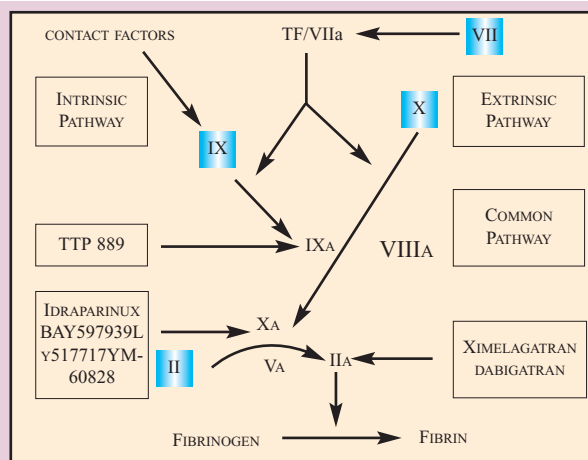 CONTACT FACTORS
TF/VIIa
VII
INTRINSIC
PATHWAY
X
EXTRINSIC
PATHWAY
IX
TTP 889
IXA
VIIIA
COMMON
PATHWAY
IDRAPARINUX
BAY597939L
Y517717YM-
60828
XA
II
VA
IIA
XIMELAGATRAN
DABIGATRAN
FIBRINOGEN
FIBRIN